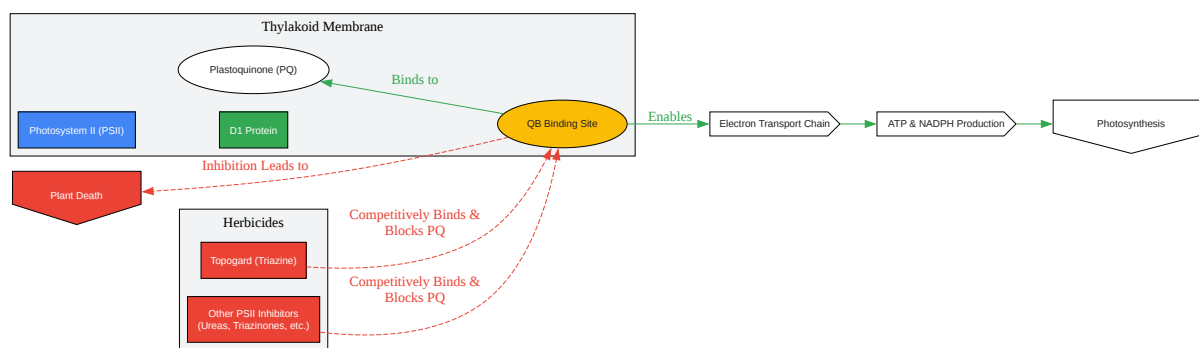 Thylakoid Membrane
Plastoquinone (PQ)
Binds to
Photosystem II (PSII)
D1 Protein
QB Binding Site
Enables
Electron Transport Chain
ATP & NADPH Production
Photosynthesis
Inhibition Leads to
Plant Death
Herbicides
Competitively Binds &
Blocks PQ
Topogard (Triazine)
Competitively Binds &
Blocks PQ
Other PSII Inhibitors
(Ureas, Triazinones, etc.)